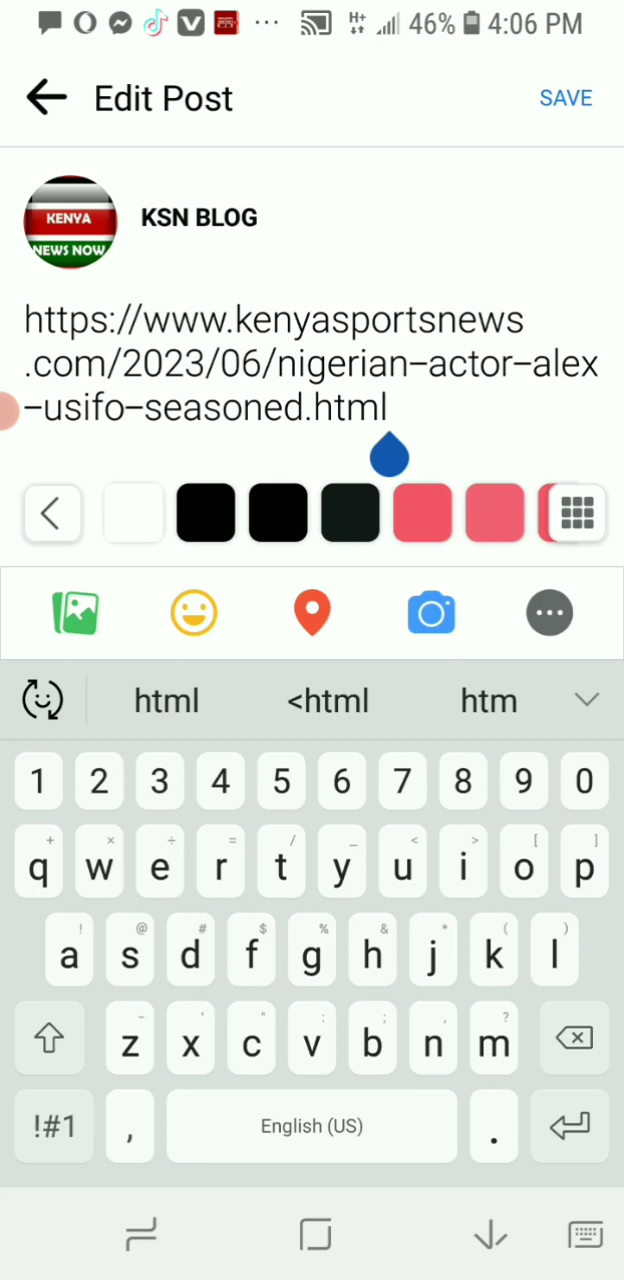 H+ 46% 4:06 PM
Edit Post SAVE
KENYA
NEWS NOW
KSN BLOG
https://www.kenyasportsnews
.com/2023/06/nigerian-actor-alex
-usifo-seasoned.html
html <html htm
1 2 3 4 5 6 7 8 9 0
+ × ÷ = / _ < > [ ]
q w e r t y u i o p
! @ # $ % & * ( )
a s d f g h j k l
- ' " : ; , ?
z x c v b n m
!#1 , English (US) .